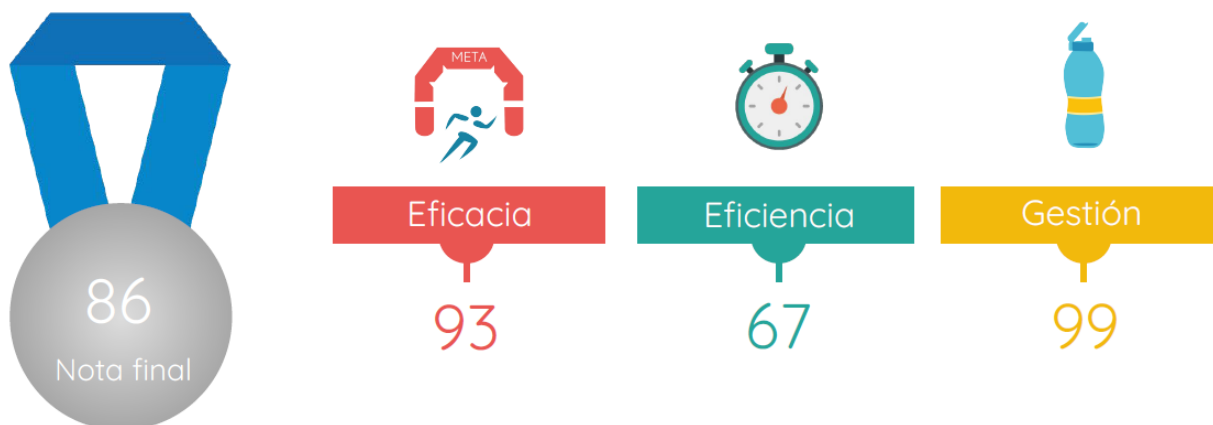 86
Nota final
META
Eficacia
93
Eficiencia
67
Gestión
99